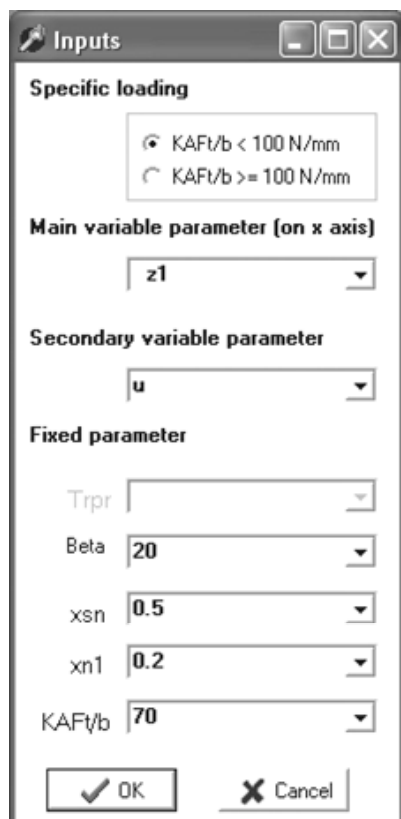 Inputs
Specific loading
KAFt/b < 100 N/mm
KAFt/b >= 100 N/mm
Main variable parameter (on x axis)
z1
Secondary variable parameter
u
Fixed parameter
Trpr
Beta 20
xsn 0.5
xn1 0.2
KAFt/b 70
OK Cancel